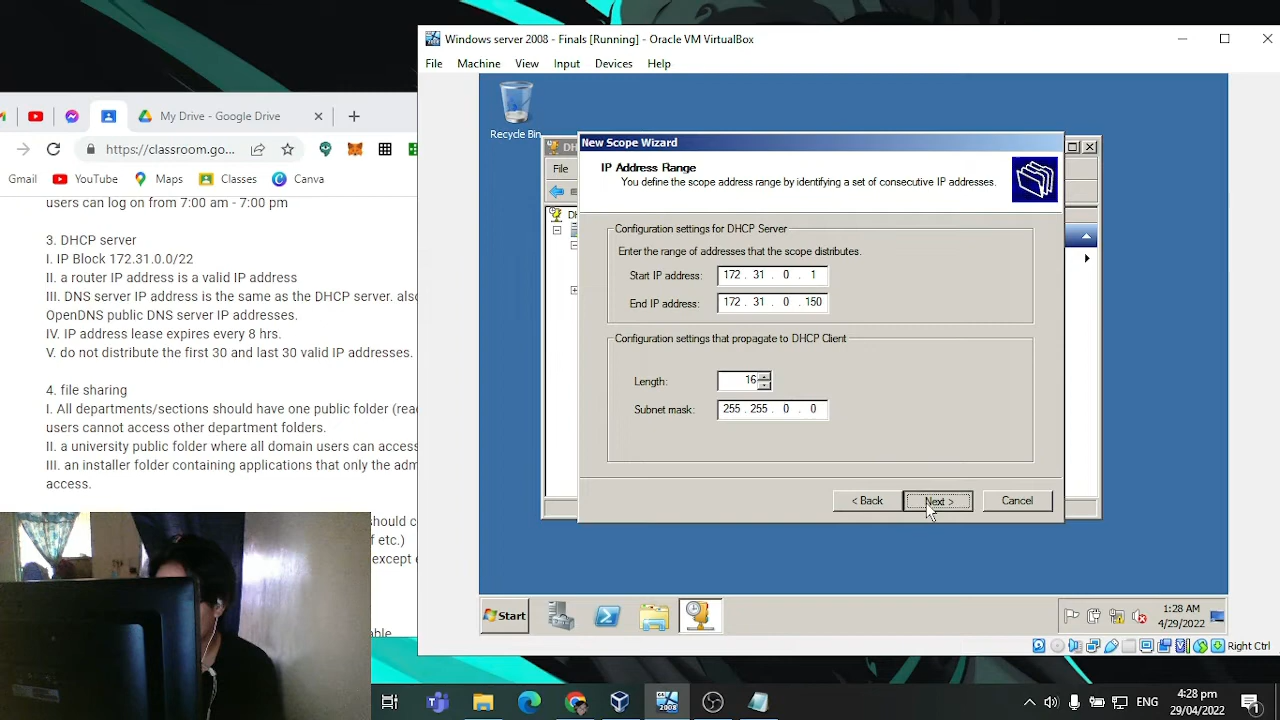 Windows server 2008 - Finals [Running] - Oracle VM VirtualBox
File Machine View Input Devices Help
My Drive - Google Drive
https://classroom.go...
Gmail YouTube Maps Classes Canva
users can log on from 7:00 am - 7:00 pm
3. DHCP server
I. IP Block 172.31.0.0/22
II. a router IP address is a valid IP address
III. DNS server IP address is the same as the DHCP server. also
OpenDNS public DNS server IP addresses.
IV. IP address lease expires every 8 hrs.
V. do not distribute the first 30 and last 30 valid IP addresses.
4. file sharing
I. All departments/sections should have one public folder (read
users cannot access other department folders.
II. a university public folder where all domain users can access
III. an installer folder containing applications that only the adm
access.
should c
f etc.)
except
Recycle Bin
DH
File
DH
New Scope Wizard
IP Address Range
You define the scope address range by identifying a set of consecutive IP addresses.
Configuration settings for DHCP Server
Enter the range of addresses that the scope distributes.
Start IP address: 172 . 31 . 0 . 1
End IP address: 172 . 31 . 0 . 150
Configuration settings that propagate to DHCP Client
Length: 16
Subnet mask: 255 . 255 . 0 . 0
< Back Next > Cancel
Start
1:28 AM
4/29/2022
Right Ctrl
2008
ENG
4:28 pm
29/04/2022
1